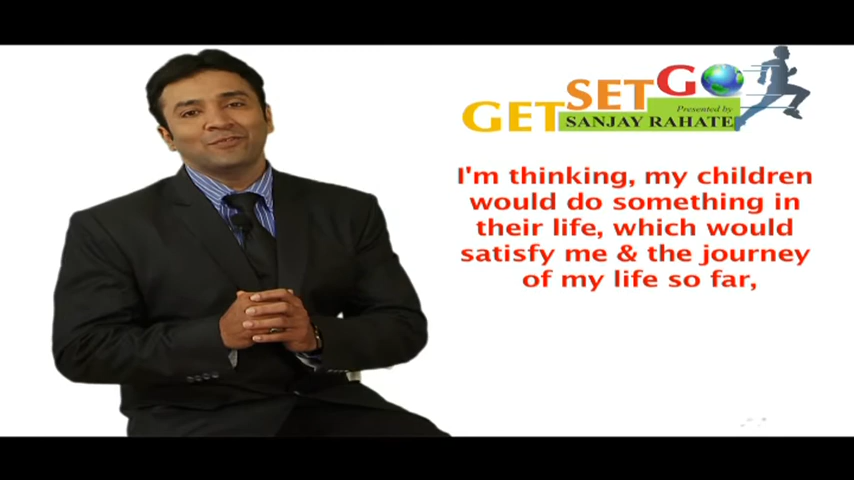 GET SET GO
Presented by
SANJAY RAHATE
I'm thinking, my children
would do something in
their life, which would
satisfy me & the journey
of my life so far,